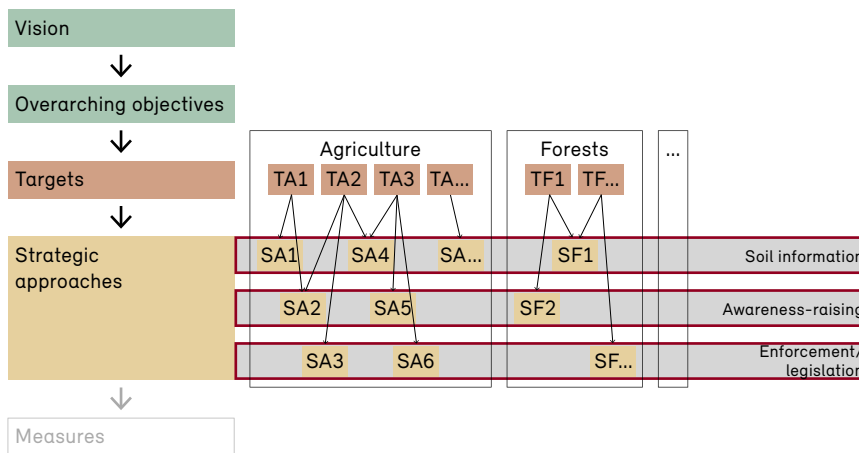 Vision
Overarching objectives
Agriculture
Forests
...
Targets
TA1 TA2 TA3 TA...
TF1 TF...
Strategic
approaches
SA1 SA4 SA... SF1 Soil information
SA2 SA5 SF2 Awareness-raising
SA3 SA6 SF... Enforcement/
legislation
Measures